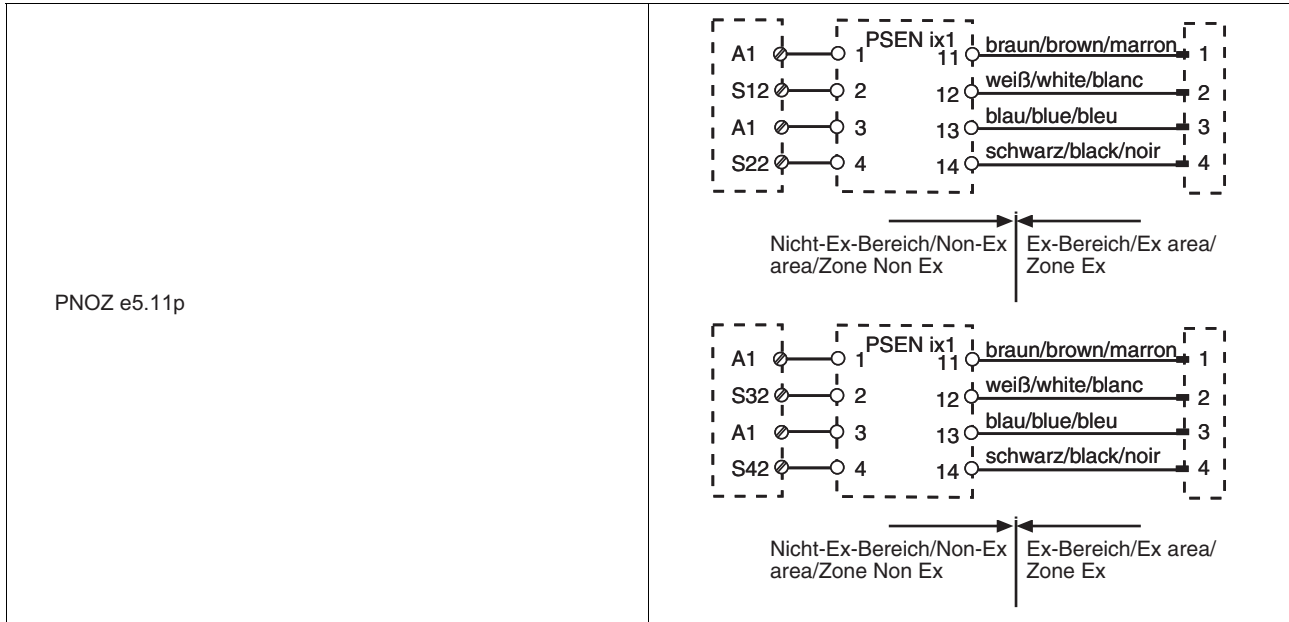 PNOZ e5.11p
PSEN ix1
A1 1 11 braun/brown/marron 1
S12 2 12 weiß/white/blanc 2
A1 3 13 blau/blue/bleu 3
S22 4 14 schwarz/black/noir 4
Nicht-Ex-Bereich/Non-Ex
area/Zone Non Ex
Ex-Bereich/Ex area/
Zone Ex
PSEN ix1
A1 1 11 braun/brown/marron 1
S32 2 12 weiß/white/blanc 2
A1 3 13 blau/blue/bleu 3
S42 4 14 schwarz/black/noir 4
Nicht-Ex-Bereich/Non-Ex
area/Zone Non Ex
Ex-Bereich/Ex area/
Zone Ex